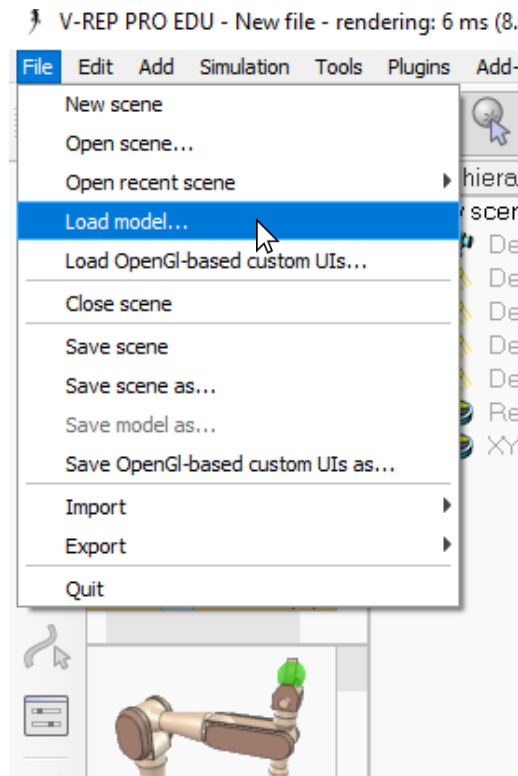 V-REP PRO EDU - New file - rendering: 6 ms (8.
File Edit Add Simulation Tools Plugins Add-
New scene
Open scene...
Open recent scene
hiera
Load model...
scer
De
Load OpenGl-based custom UIs...
De
Close scene
De
Save scene
De
Save scene as...
De
Save model as...
Re
Save OpenGl-based custom UIs as...
XY
Import
Export
Quit